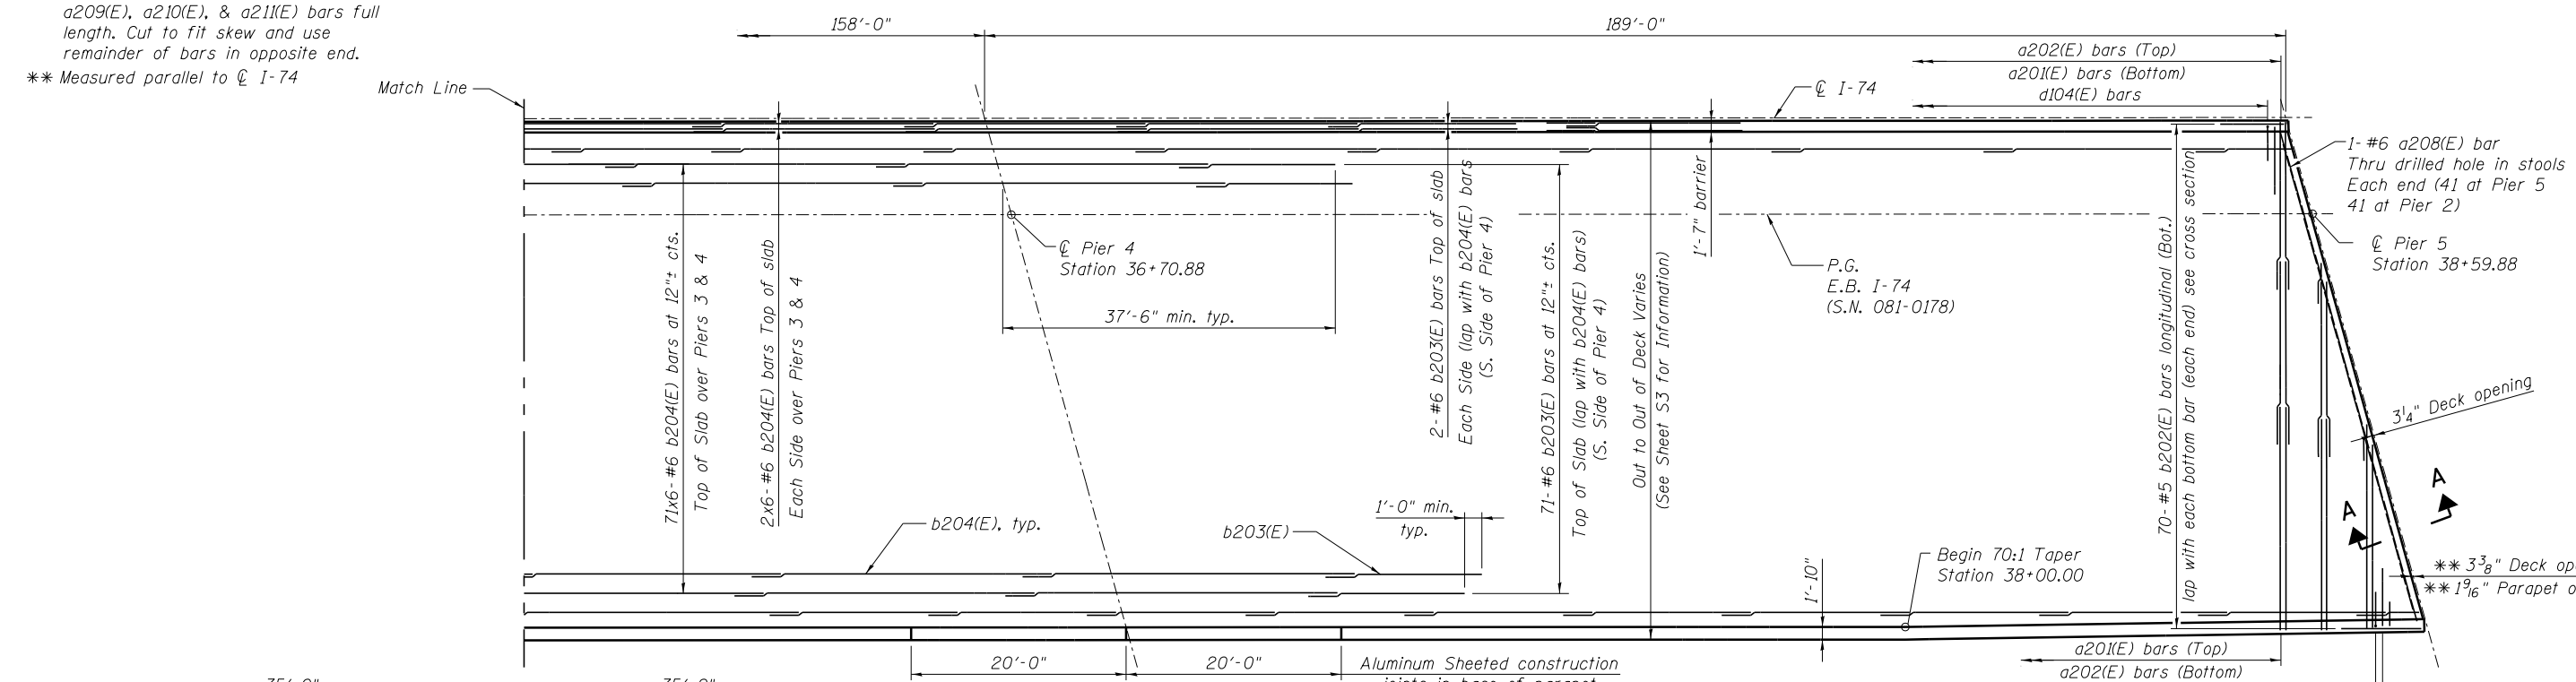 a209(E), a210(E), & a211(E) bars full
length. Cut to fit skew and use
remainder of bars in opposite end.
** Measured parallel to ℄ I-74
Match Line
158'-0"
189'-0"
a202(E) bars (Top)
a201(E) bars (Bottom)
d104(E) bars
℄ I-74
1-#6 a208(E) bar
Thru drilled hole in stools
Each end (41 at Pier 5
41 at Pier 2)
℄ Pier 5
Station 38+59.88
℄ Pier 4
Station 36+70.88
37'-6" min. typ.
P.G.
E.B. I-74
(S.N. 081-0178)
71x6-#6 b204(E) bars at 12"± cts.
Top of Slab over Piers 3 & 4
2x6-#6 b204(E) bars Top of slab
Each Side over Piers 3 & 4
2-#6 b203(E) bars Top of slab
Each Side (lap with b204(E) bars)
(S. Side of Pier 4)
71-#6 b203(E) bars at 12"± cts.
Top of Slab (lap with b204(E) bars)
(S. Side of Pier 4)
Out to Out of Deck Varies
(See Sheet S3 for Information)
1'-7" barrier
70-#5 b202(E) bars longitudinal (Bot.)
lap with each bottom bar (each end) see cross section
3¼" Deck opening
A
A
b204(E), typ.
b203(E)
1'-0" min.
typ.
1'-10"
Begin 70:1 Taper
Station 38+00.00
** 3⅜" Deck op
** 1 9/16" Parapet o
20'-0"
20'-0"
Aluminum Sheeted construction
a201(E) bars (Top)
a202(E) bars (Bottom)